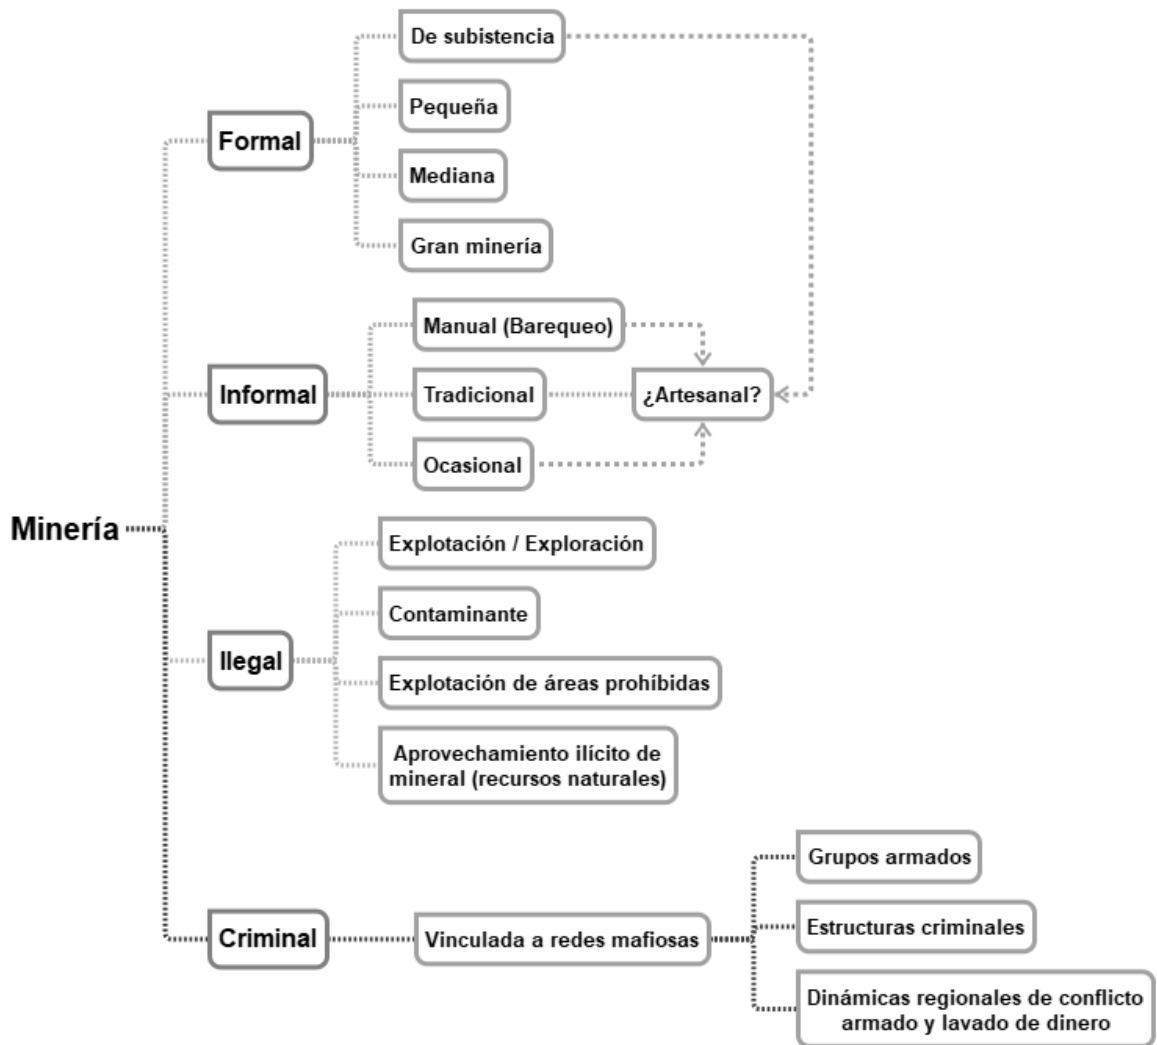 De subistencia
Pequeña
Formal
Mediana
Gran minería
Manual (Barequeo)
Informal
Tradicional
¿Artesanal?
Ocasional
Minería
Explotación / Exploración
Contaminante
Ilegal
Explotación de áreas prohíbidas
Aprovechamiento ilícito de
mineral (recursos naturales)
Grupos armados
Criminal
Vinculada a redes mafiosas
Estructuras criminales
Dinámicas regionales de conflicto
armado y lavado de dinero